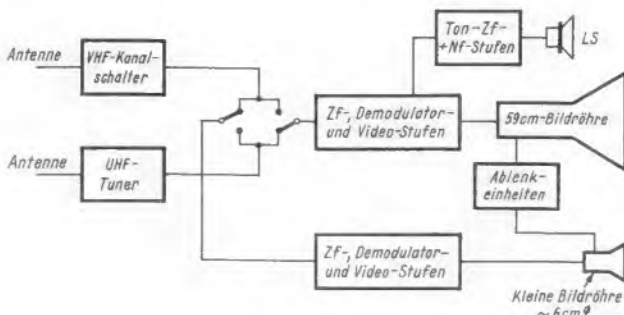 Antenne
VHF-Kanal-
schalter
Antenne
UHF-
Tuner
Ton-Zf-
+Nf-Stufen
LS
Zf-, Demodulator-
und Video-Stufen
59cm-Bildröhre
Ablenk-
einheiten
Zf-, Demodulator-
und Video-Stufen
Kleine Bildröhre
~6cm⌀